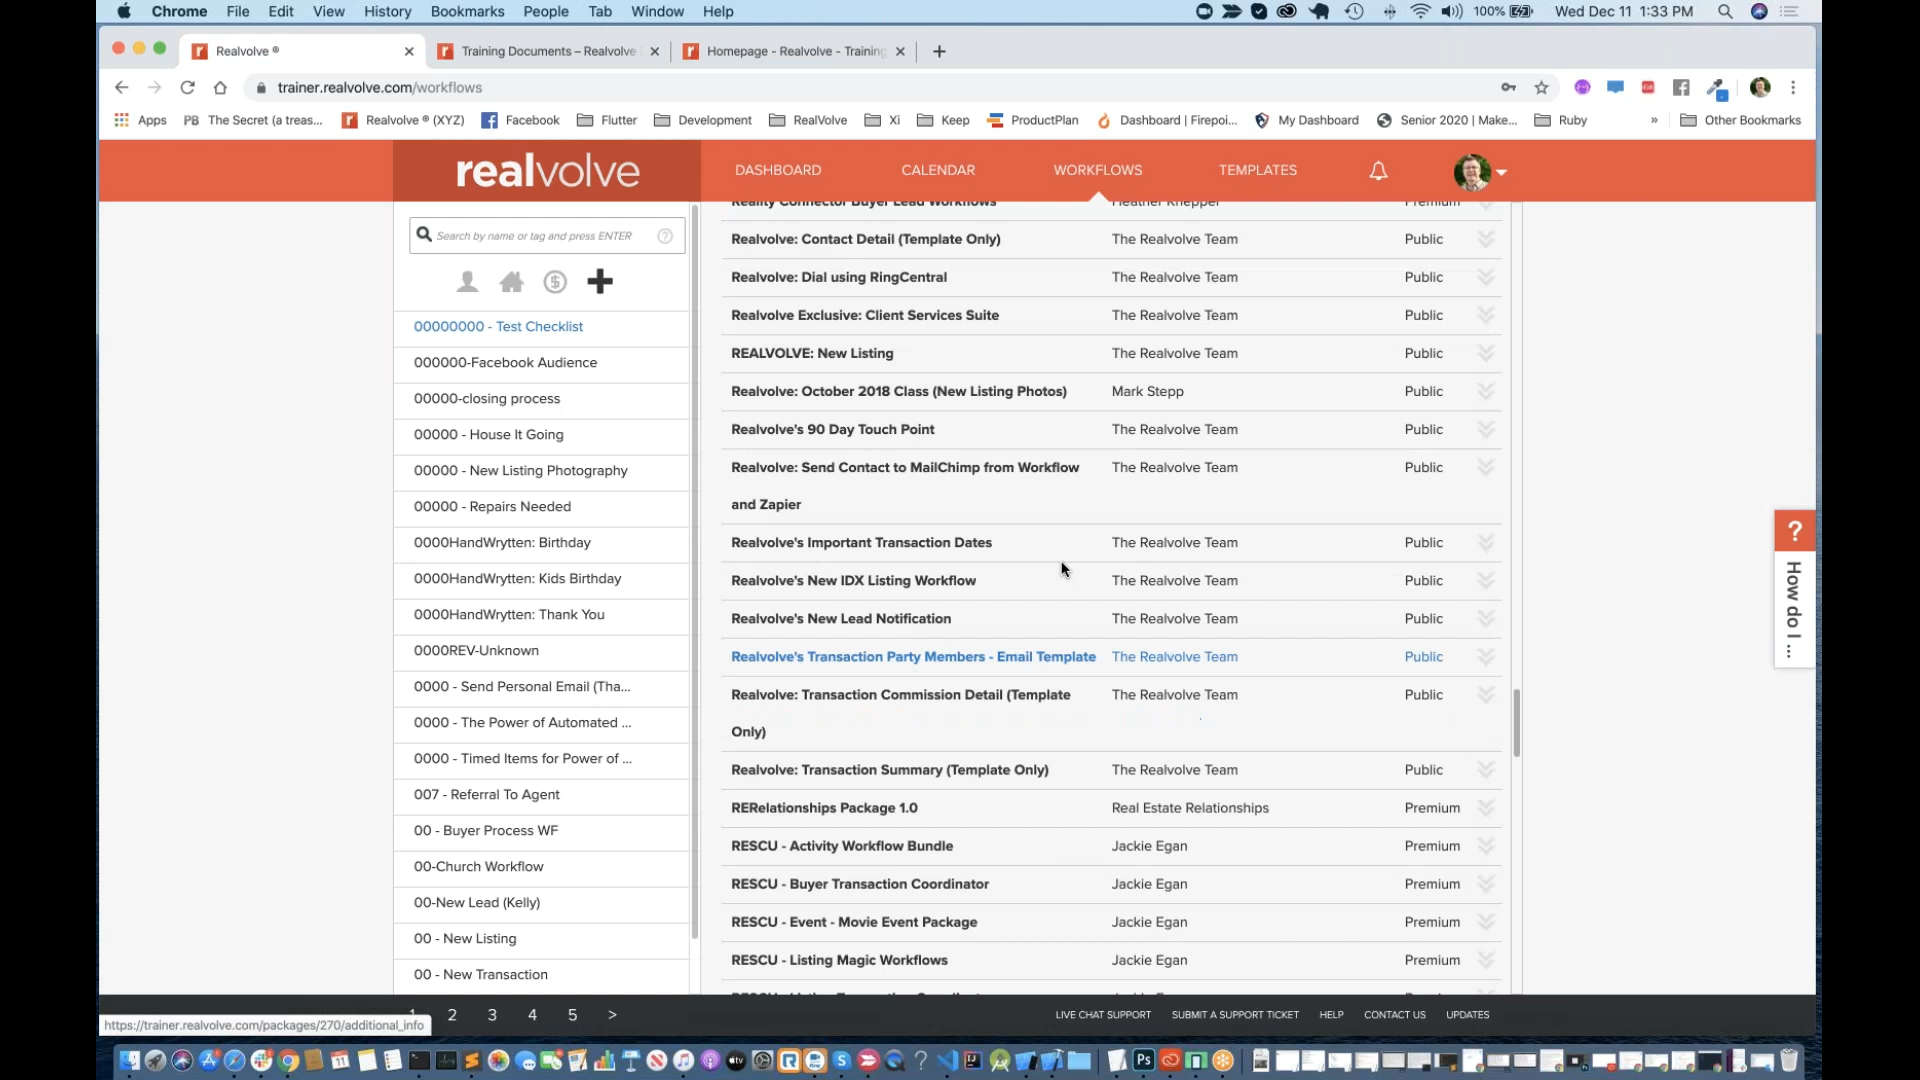 Chrome File Edit View History Bookmarks People Tab Window Help 100% Wed Dec 11 1:33 PM
Realvolve ® Training Documents – Realvolve Homepage - Realvolve - Training
trainer.realvolve.com/workflows
Apps PB The Secret (a treas... Realvolve ® (XYZ) Facebook Flutter Development RealVolve Xi Keep ProductPlan Dashboard | Firepoi... My Dashboard Senior 2020 | Make... Ruby » Other Bookmarks
realvolve DASHBOARD CALENDAR WORKFLOWS TEMPLATES
Search by name or tag and press ENTER
00000000 - Test Checklist
000000-Facebook Audience
00000-closing process
00000 - House It Going
00000 - New Listing Photography
00000 - Repairs Needed
0000HandWrytten: Birthday
0000HandWrytten: Kids Birthday
0000HandWrytten: Thank You
0000REV-Unknown
0000 - Send Personal Email (Tha...
0000 - The Power of Automated ...
0000 - Timed Items for Power of ...
007 - Referral To Agent
00 - Buyer Process WF
00-Church Workflow
00-New Lead (Kelly)
00 - New Listing
00 - New Transaction
Reality Connector Buyer Lead Workflows Heather Knepper Premium
Realvolve: Contact Detail (Template Only) The Realvolve Team Public
Realvolve: Dial using RingCentral The Realvolve Team Public
Realvolve Exclusive: Client Services Suite The Realvolve Team Public
REALVOLVE: New Listing The Realvolve Team Public
Realvolve: October 2018 Class (New Listing Photos) Mark Stepp Public
Realvolve's 90 Day Touch Point The Realvolve Team Public
Realvolve: Send Contact to MailChimp from Workflow The Realvolve Team Public
and Zapier
Realvolve's Important Transaction Dates The Realvolve Team Public
Realvolve's New IDX Listing Workflow The Realvolve Team Public
Realvolve's New Lead Notification The Realvolve Team Public
Realvolve's Transaction Party Members - Email Template The Realvolve Team Public
Realvolve: Transaction Commission Detail (Template The Realvolve Team Public
Only)
Realvolve: Transaction Summary (Template Only) The Realvolve Team Public
RERelationships Package 1.0 Real Estate Relationships Premium
RESCU - Activity Workflow Bundle Jackie Egan Premium
RESCU - Buyer Transaction Coordinator Jackie Egan Premium
RESCU - Event - Movie Event Package Jackie Egan Premium
RESCU - Listing Magic Workflows Jackie Egan Premium
? How do I ...
1 2 3 4 5 > LIVE CHAT SUPPORT SUBMIT A SUPPORT TICKET HELP CONTACT US UPDATES
https://trainer.realvolve.com/packages/270/additional_info